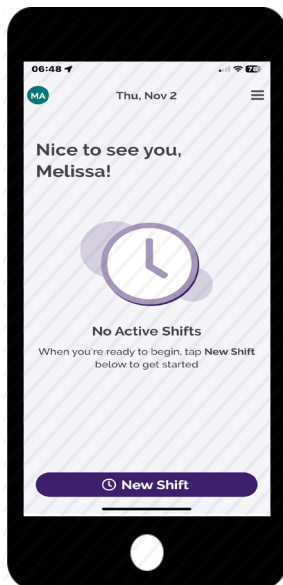 06:48
MA
Thu, Nov 2
Nice to see you,
Melissa!
No Active Shifts
When you're ready to begin, tap New Shift
below to get started
New Shift